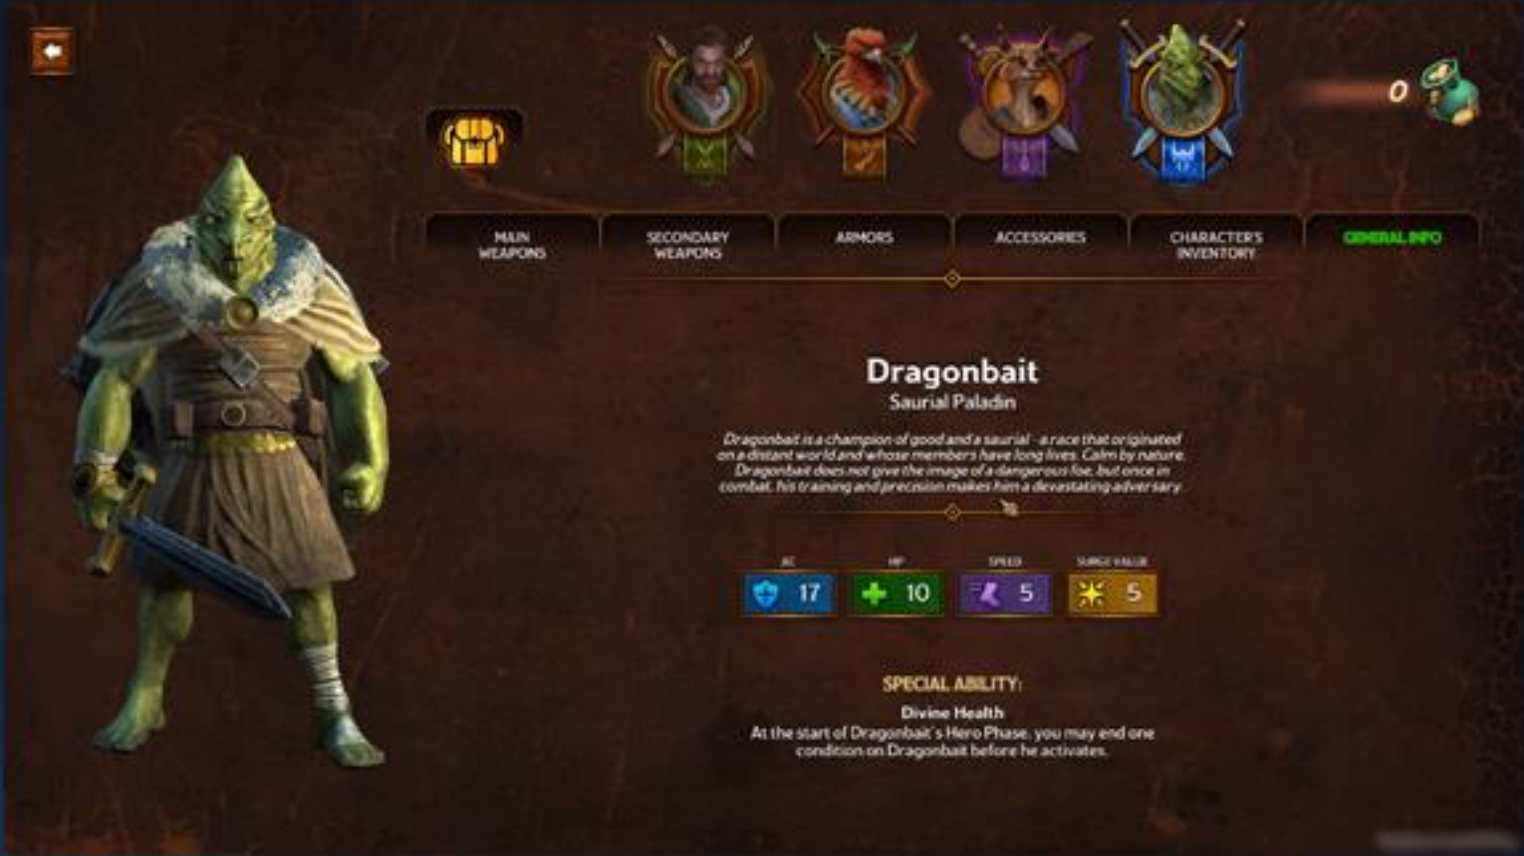 0
MAIN
WEAPONS
SECONDARY
WEAPONS
ARMORS
ACCESSORIES
CHARACTER'S
INVENTORY
GENERAL INFO
Dragonbait
Saurial Paladin
Dragonbait is a champion of good and a saurial - a race that originated
on a distant world and whose members have long lives. Calm by nature
Dragonbait does not give the image of a dangerous foe, but once in
combat, his training and precision makes him a devastating adversary.
AC
HP
SPEED
SURGE VALUE
17
10
5
5
SPECIAL ABILITY:
Divine Health
At the start of Dragonbait's Hero Phase, you may end one
condition on Dragonbait before he activates.